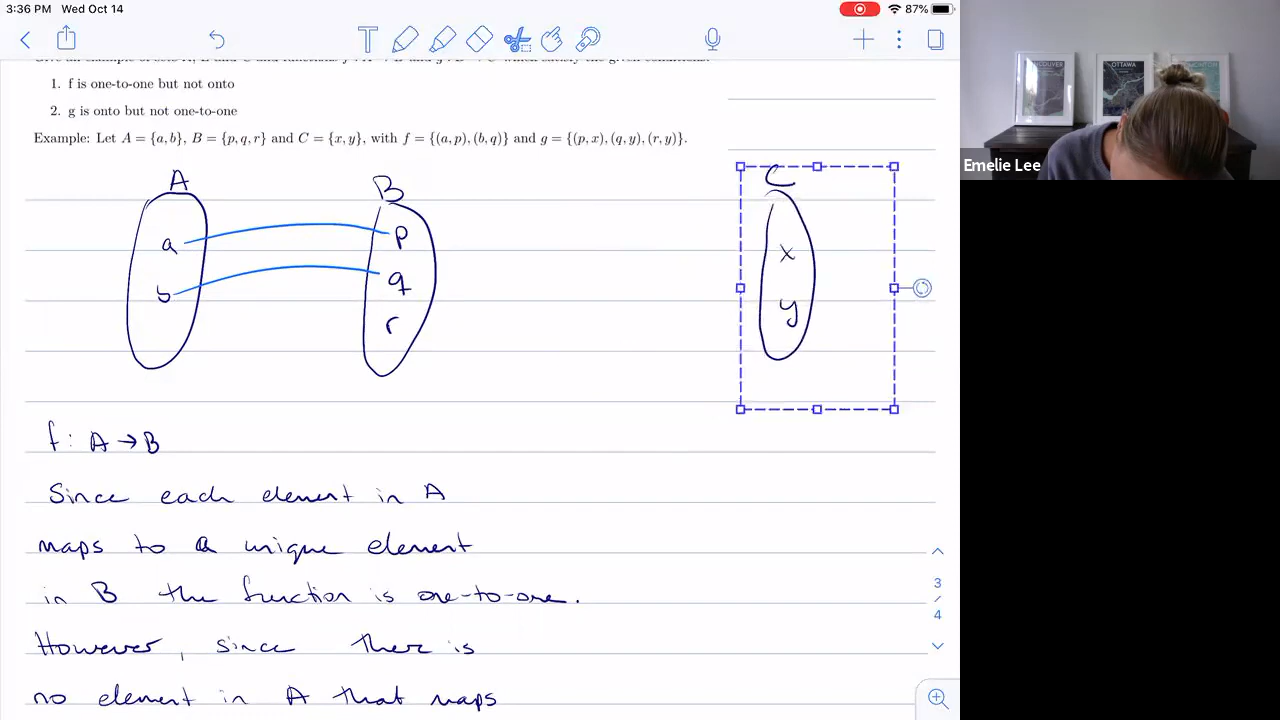 3:36 PM Wed Oct 14
87%
1. f is one-to-one but not onto
2. g is onto but not one-to-one
Example: Let A = {a, b}, B = {p, q, r} and C = {x, y}, with f = {(a, p), (b, q)} and g = {(p, x), (q, y), (r, y)}.
OTTAWA
Emelie Lee
A B C
a p x
b q y
r
f: A → B
Since each element in A
maps to a unique element
in B the function is one-to-one.
However, since there is
no element in A that maps
3
/
4